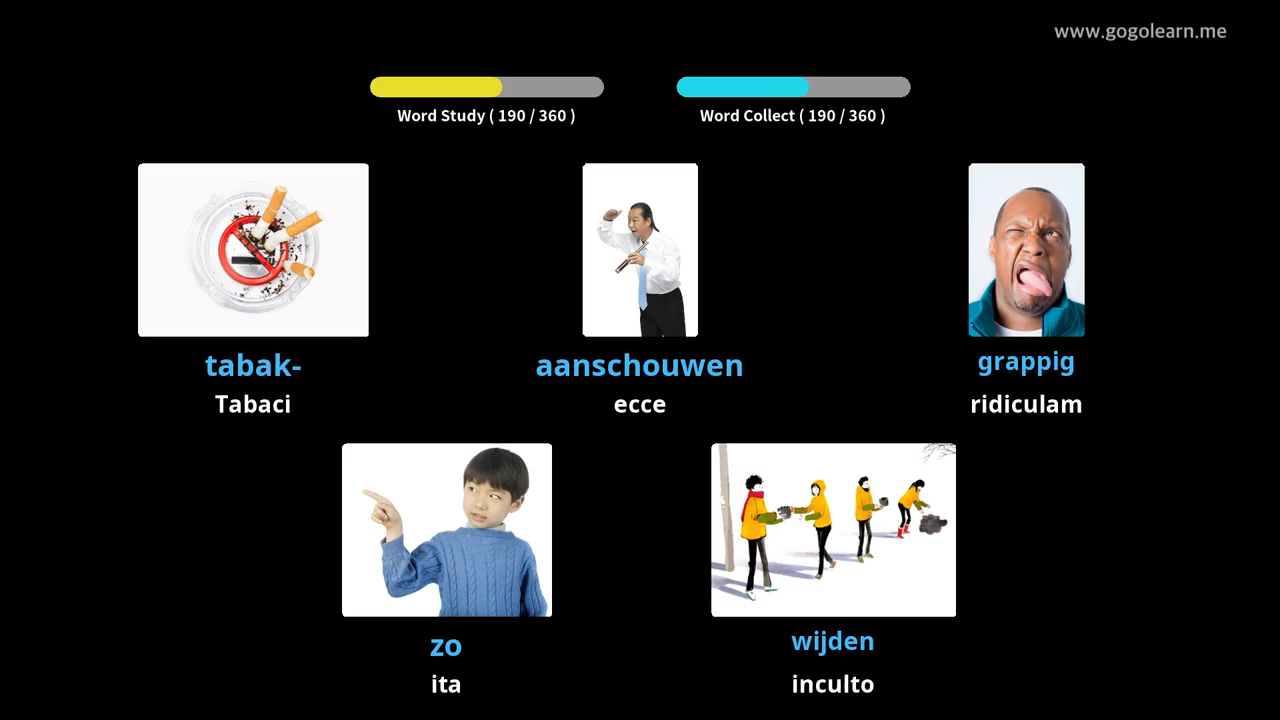 www.gogolearn.me
Word Study ( 190 / 360 )
Word Collect ( 190 / 360 )
tabak-
Tabaci
aanschouwen
ecce
grappig
ridiculam
zo
ita
wijden
inculto